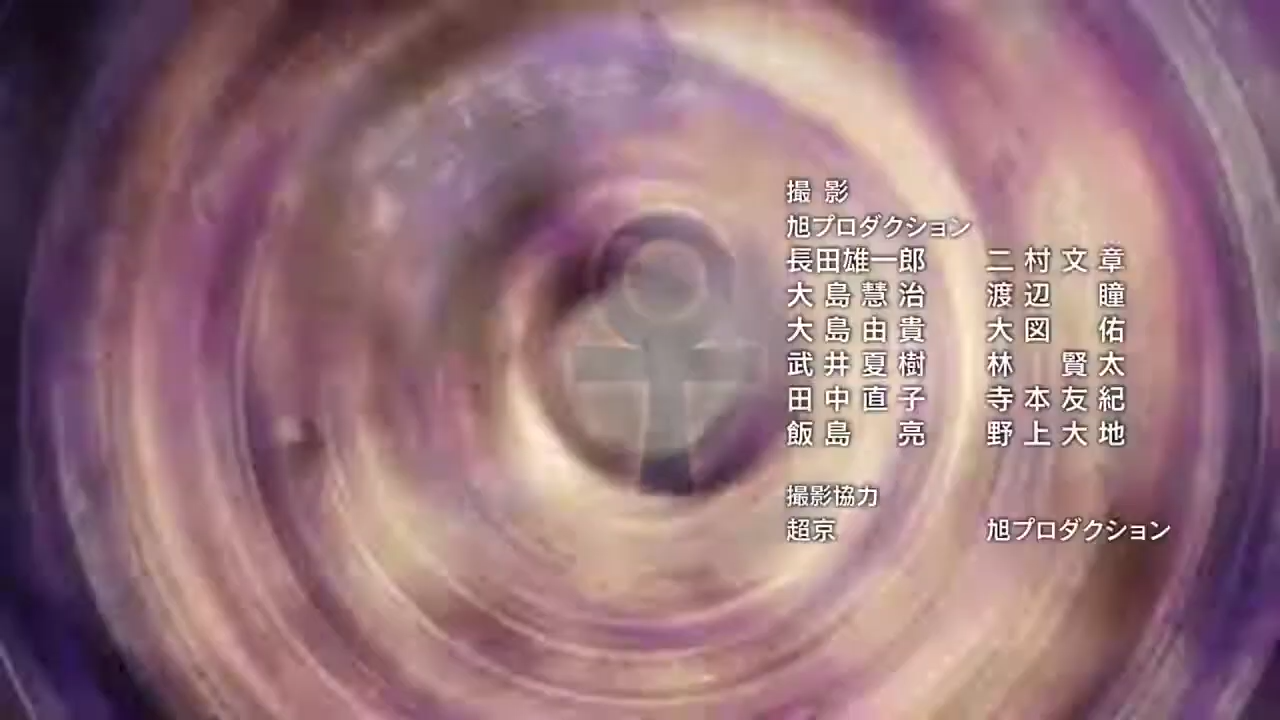 撮影
旭プロダクション
長田雄一郎 二村文章
大島慧治 渡辺 瞳
大島由貴 大図 佑
武井夏樹 林 賢太
田中直子 寺本友紀
飯島 亮 野上大地
撮影協力
超京 旭プロダクション